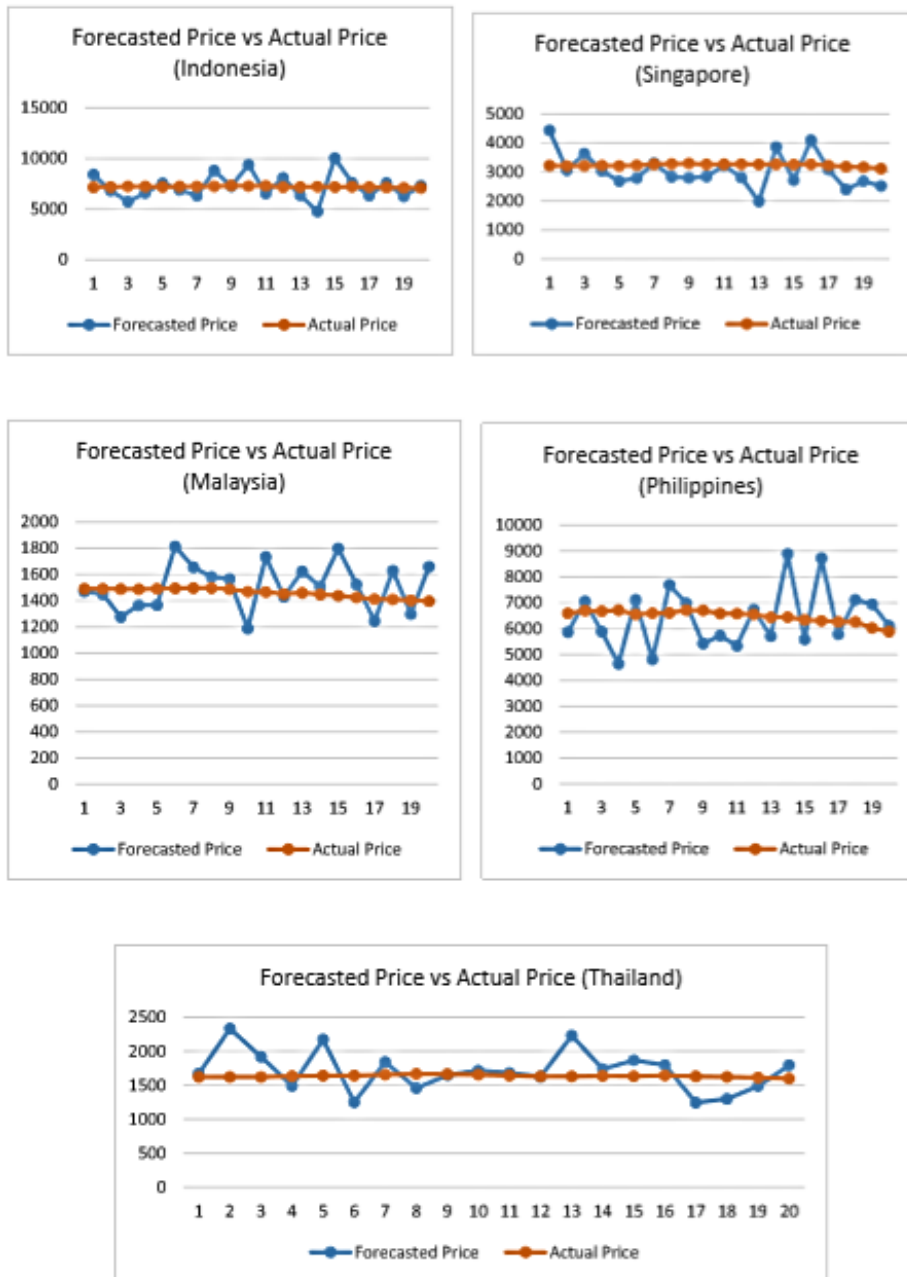 Forecasted Price vs Actual Price
(Indonesia)
15000
10000
5000
0
1 3 5 7 9 11 13 15 17 19
Forecasted Price Actual Price
Forecasted Price vs Actual Price
(Singapore)
5000
4000
3000
2000
1000
0
1 3 5 7 9 11 13 15 17 19
Forecasted Price Actual Price
Forecasted Price vs Actual Price
(Malaysia)
2000
1800
1600
1400
1200
1000
800
600
400
200
0
1 3 5 7 9 11 13 15 17 19
Forecasted Price Actual Price
Forecasted Price vs Actual Price
(Philippines)
10000
9000
8000
7000
6000
5000
4000
3000
2000
1000
0
1 3 5 7 9 11 13 15 17 19
Forecasted Price Actual Price
Forecasted Price vs Actual Price (Thailand)
2500
2000
1500
1000
500
0
1 2 3 4 5 6 7 8 9 10 11 12 13 14 15 16 17 18 19 20
Forecasted Price Actual Price